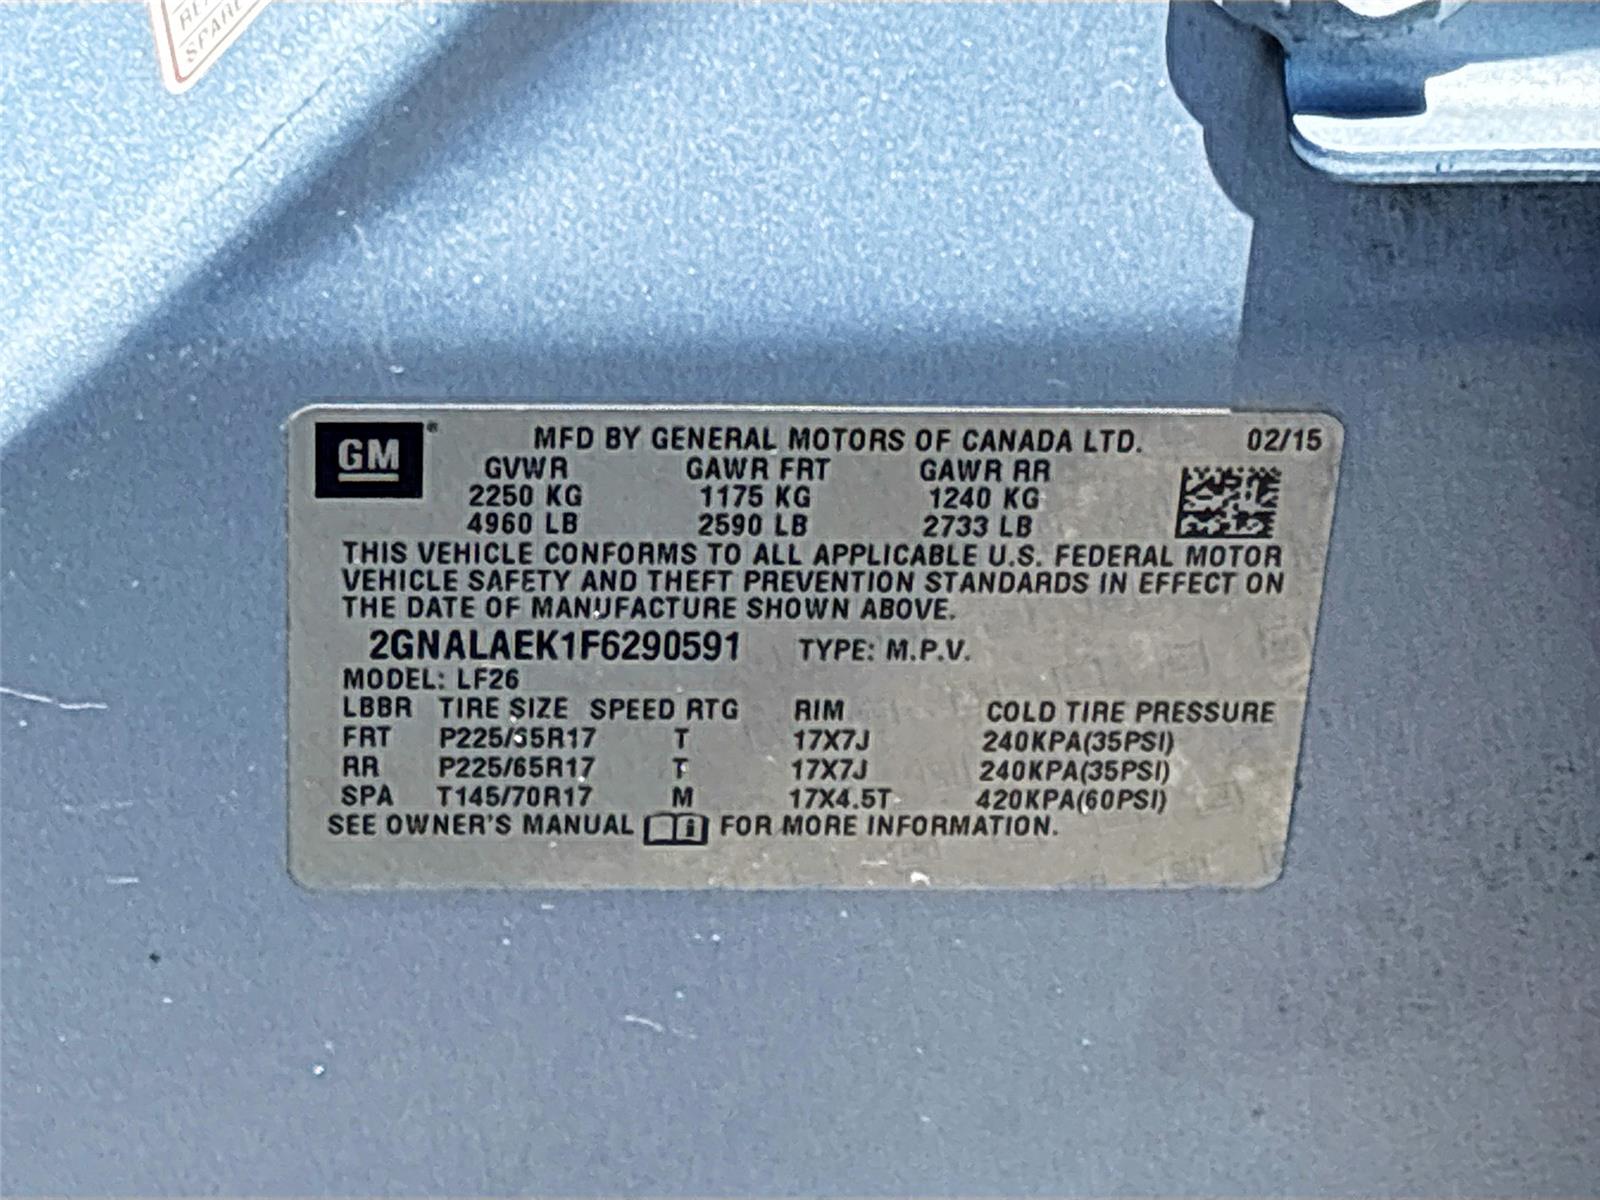 SPARE
GM®
MFD BY GENERAL MOTORS OF CANADA LTD. 02/15
GVWR GAWR FRT GAWR RR
2250 KG 1175 KG 1240 KG
4960 LB 2590 LB 2733 LB
THIS VEHICLE CONFORMS TO ALL APPLICABLE U.S. FEDERAL MOTOR
VEHICLE SAFETY AND THEFT PREVENTION STANDARDS IN EFFECT ON
THE DATE OF MANUFACTURE SHOWN ABOVE.
2GNALAEK1F6290591 TYPE: M.P.V.
MODEL: LF26
LBBR TIRE SIZE SPEED RTG RIM COLD TIRE PRESSURE
FRT P225/65R17 T 17X7J 240KPA(35PSI)
RR P225/65R17 T 17X7J 240KPA(35PSI)
SPA T145/70R17 M 17X4.5T 420KPA(60PSI)
SEE OWNER'S MANUAL FOR MORE INFORMATION.